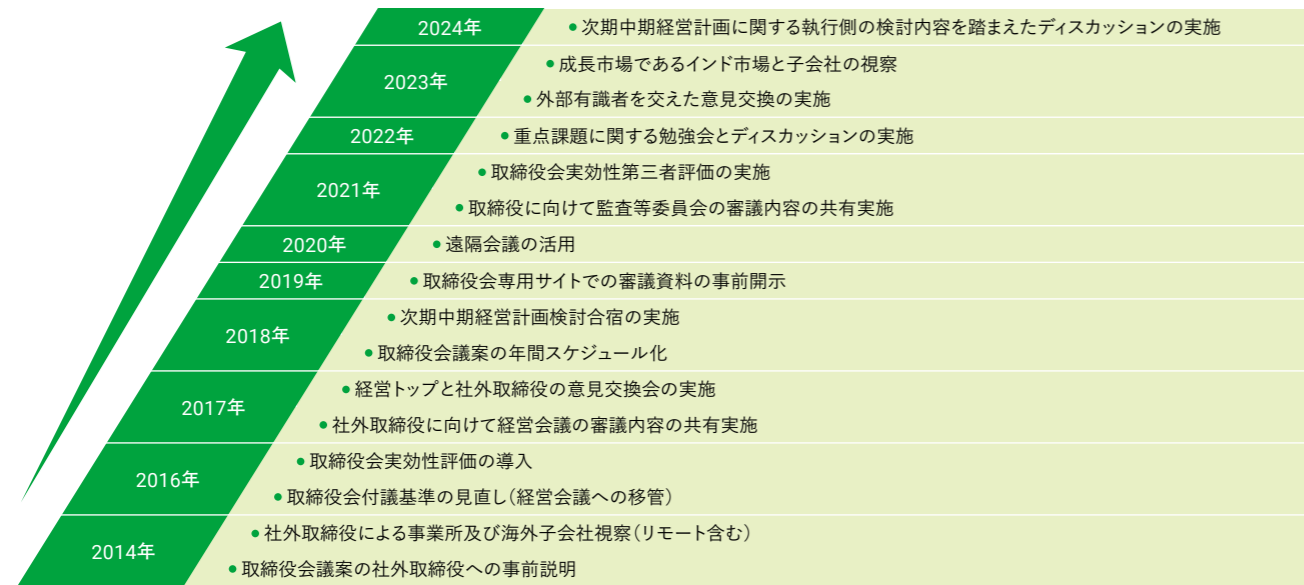 2024年
●次期中期経営計画に関する執行側の検討内容を踏まえたディスカッションの実施
2023年
●成長市場であるインド市場と子会社の視察
●外部有識者を交えた意見交換の実施
2022年
●重点課題に関する勉強会とディスカッションの実施
2021年
●取締役会実効性第三者評価の実施
●取締役に向けて監査等委員会の審議内容の共有実施
2020年
●遠隔会議の活用
2019年
●取締役会専用サイトでの審議資料の事前開示
2018年
●次期中期経営計画検討合宿の実施
●取締役会議案の年間スケジュール化
2017年
●経営トップと社外取締役の意見交換会の実施
●社外取締役に向けて経営会議の審議内容の共有実施
2016年
●取締役会実効性評価の導入
●取締役会付議基準の見直し(経営会議への移管)
2014年
●社外取締役による事業所及び海外子会社視察(リモート含む)
●取締役会議案の社外取締役への事前説明